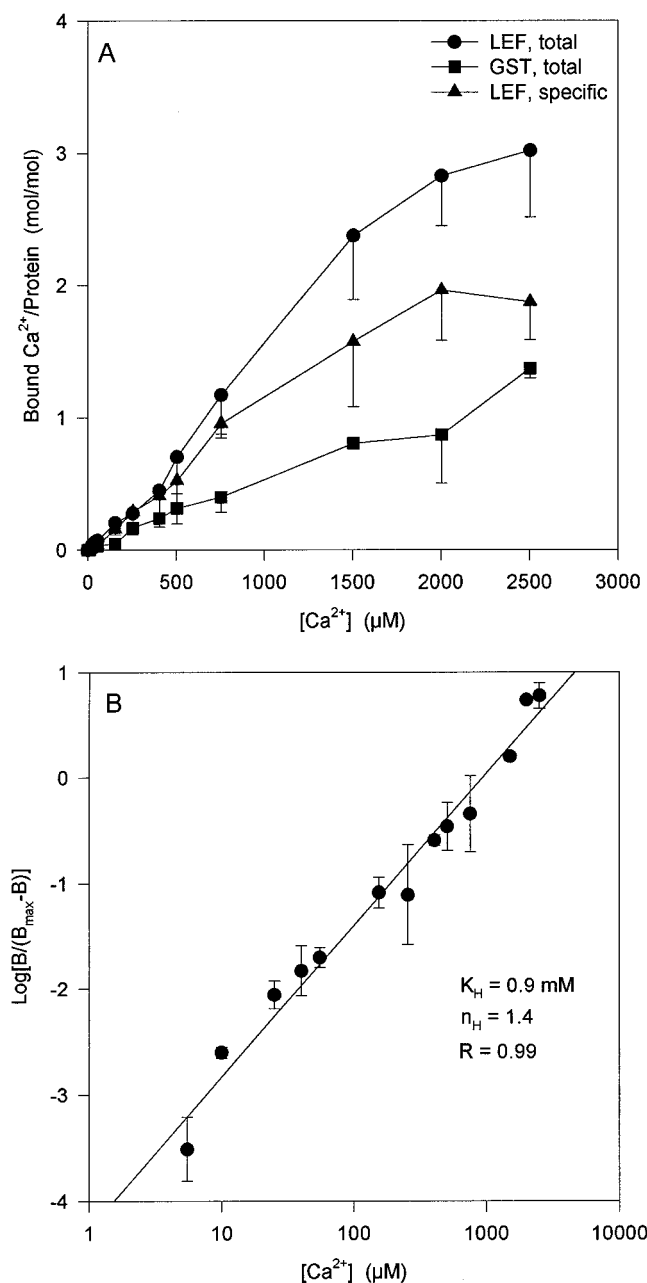 A
LEF, total
GST, total
LEF, specific
4
3
2
1
0
Bound Ca²⁺/Protein (mol/mol)
0 500 1000 1500 2000 2500 3000
[Ca²⁺] (µM)
B
1
0
-1
-2
-3
-4
Log[B/(Bₘₐₓ-B)]
K_H = 0.9 mM
n_H = 1.4
R = 0.99
1 10 100 1000 10000
[Ca²⁺] (µM)